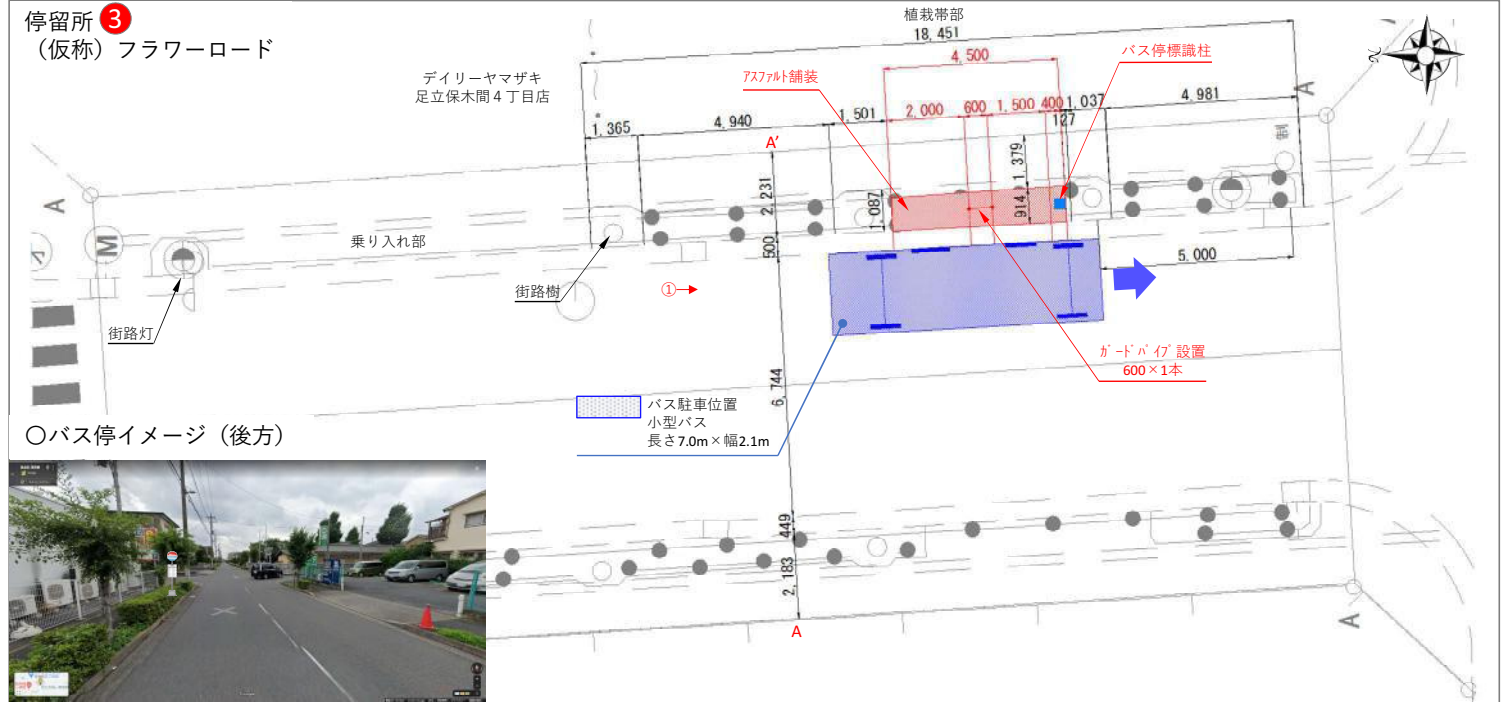 停留所 3
（仮称）フラワーロード
植栽帯部
18,451
デイリーヤマザキ
足立保木間４丁目店
4,500
バス停標識柱
アスファルト舗装
1,365
4,940
1,501
2,000
600
1,500
400
1,037
127
4,981
A
A'
2,231
1,087
1,379
914
500
A
M
乗り入れ部
街路樹
街路灯
①
5,000
ガードパイプ設置
600×1本
6,744
バス駐車位置
小型バス
長さ7.0m×幅2.1m
〇バス停イメージ（後方）
449
2,183
A
A